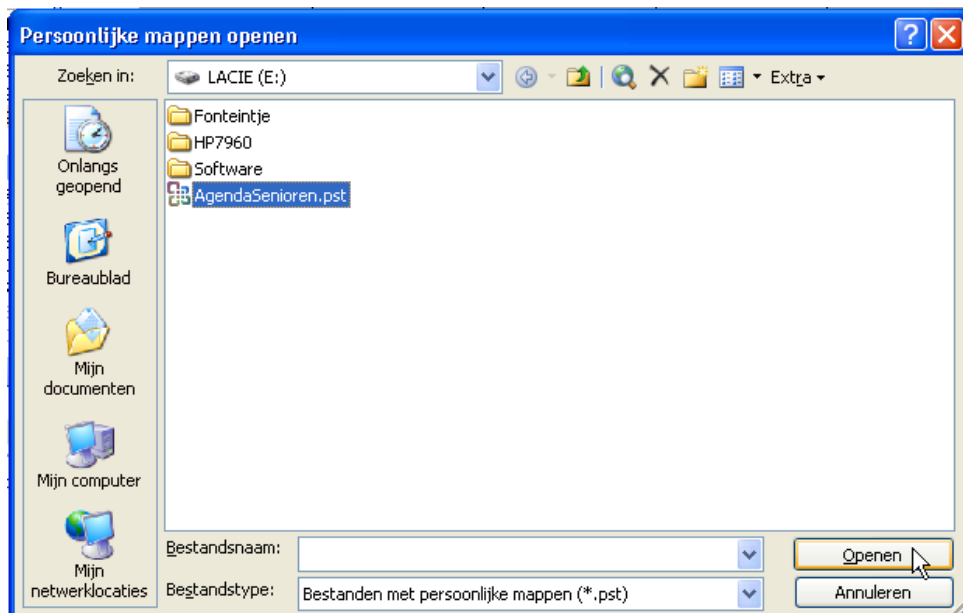 Persoonlijke mappen openen
Zoeken in:
LACIE (E:)
Extra
Onlangs
geopend
Bureaublad
Mijn
documenten
Mijn computer
Mijn
netwerklocaties
Fonteintje
HP7960
Software
AgendaSenioren.pst
Bestandsnaam:
Openen
Bestandstype:
Bestanden met persoonlijke mappen (*.pst)
Annuleren